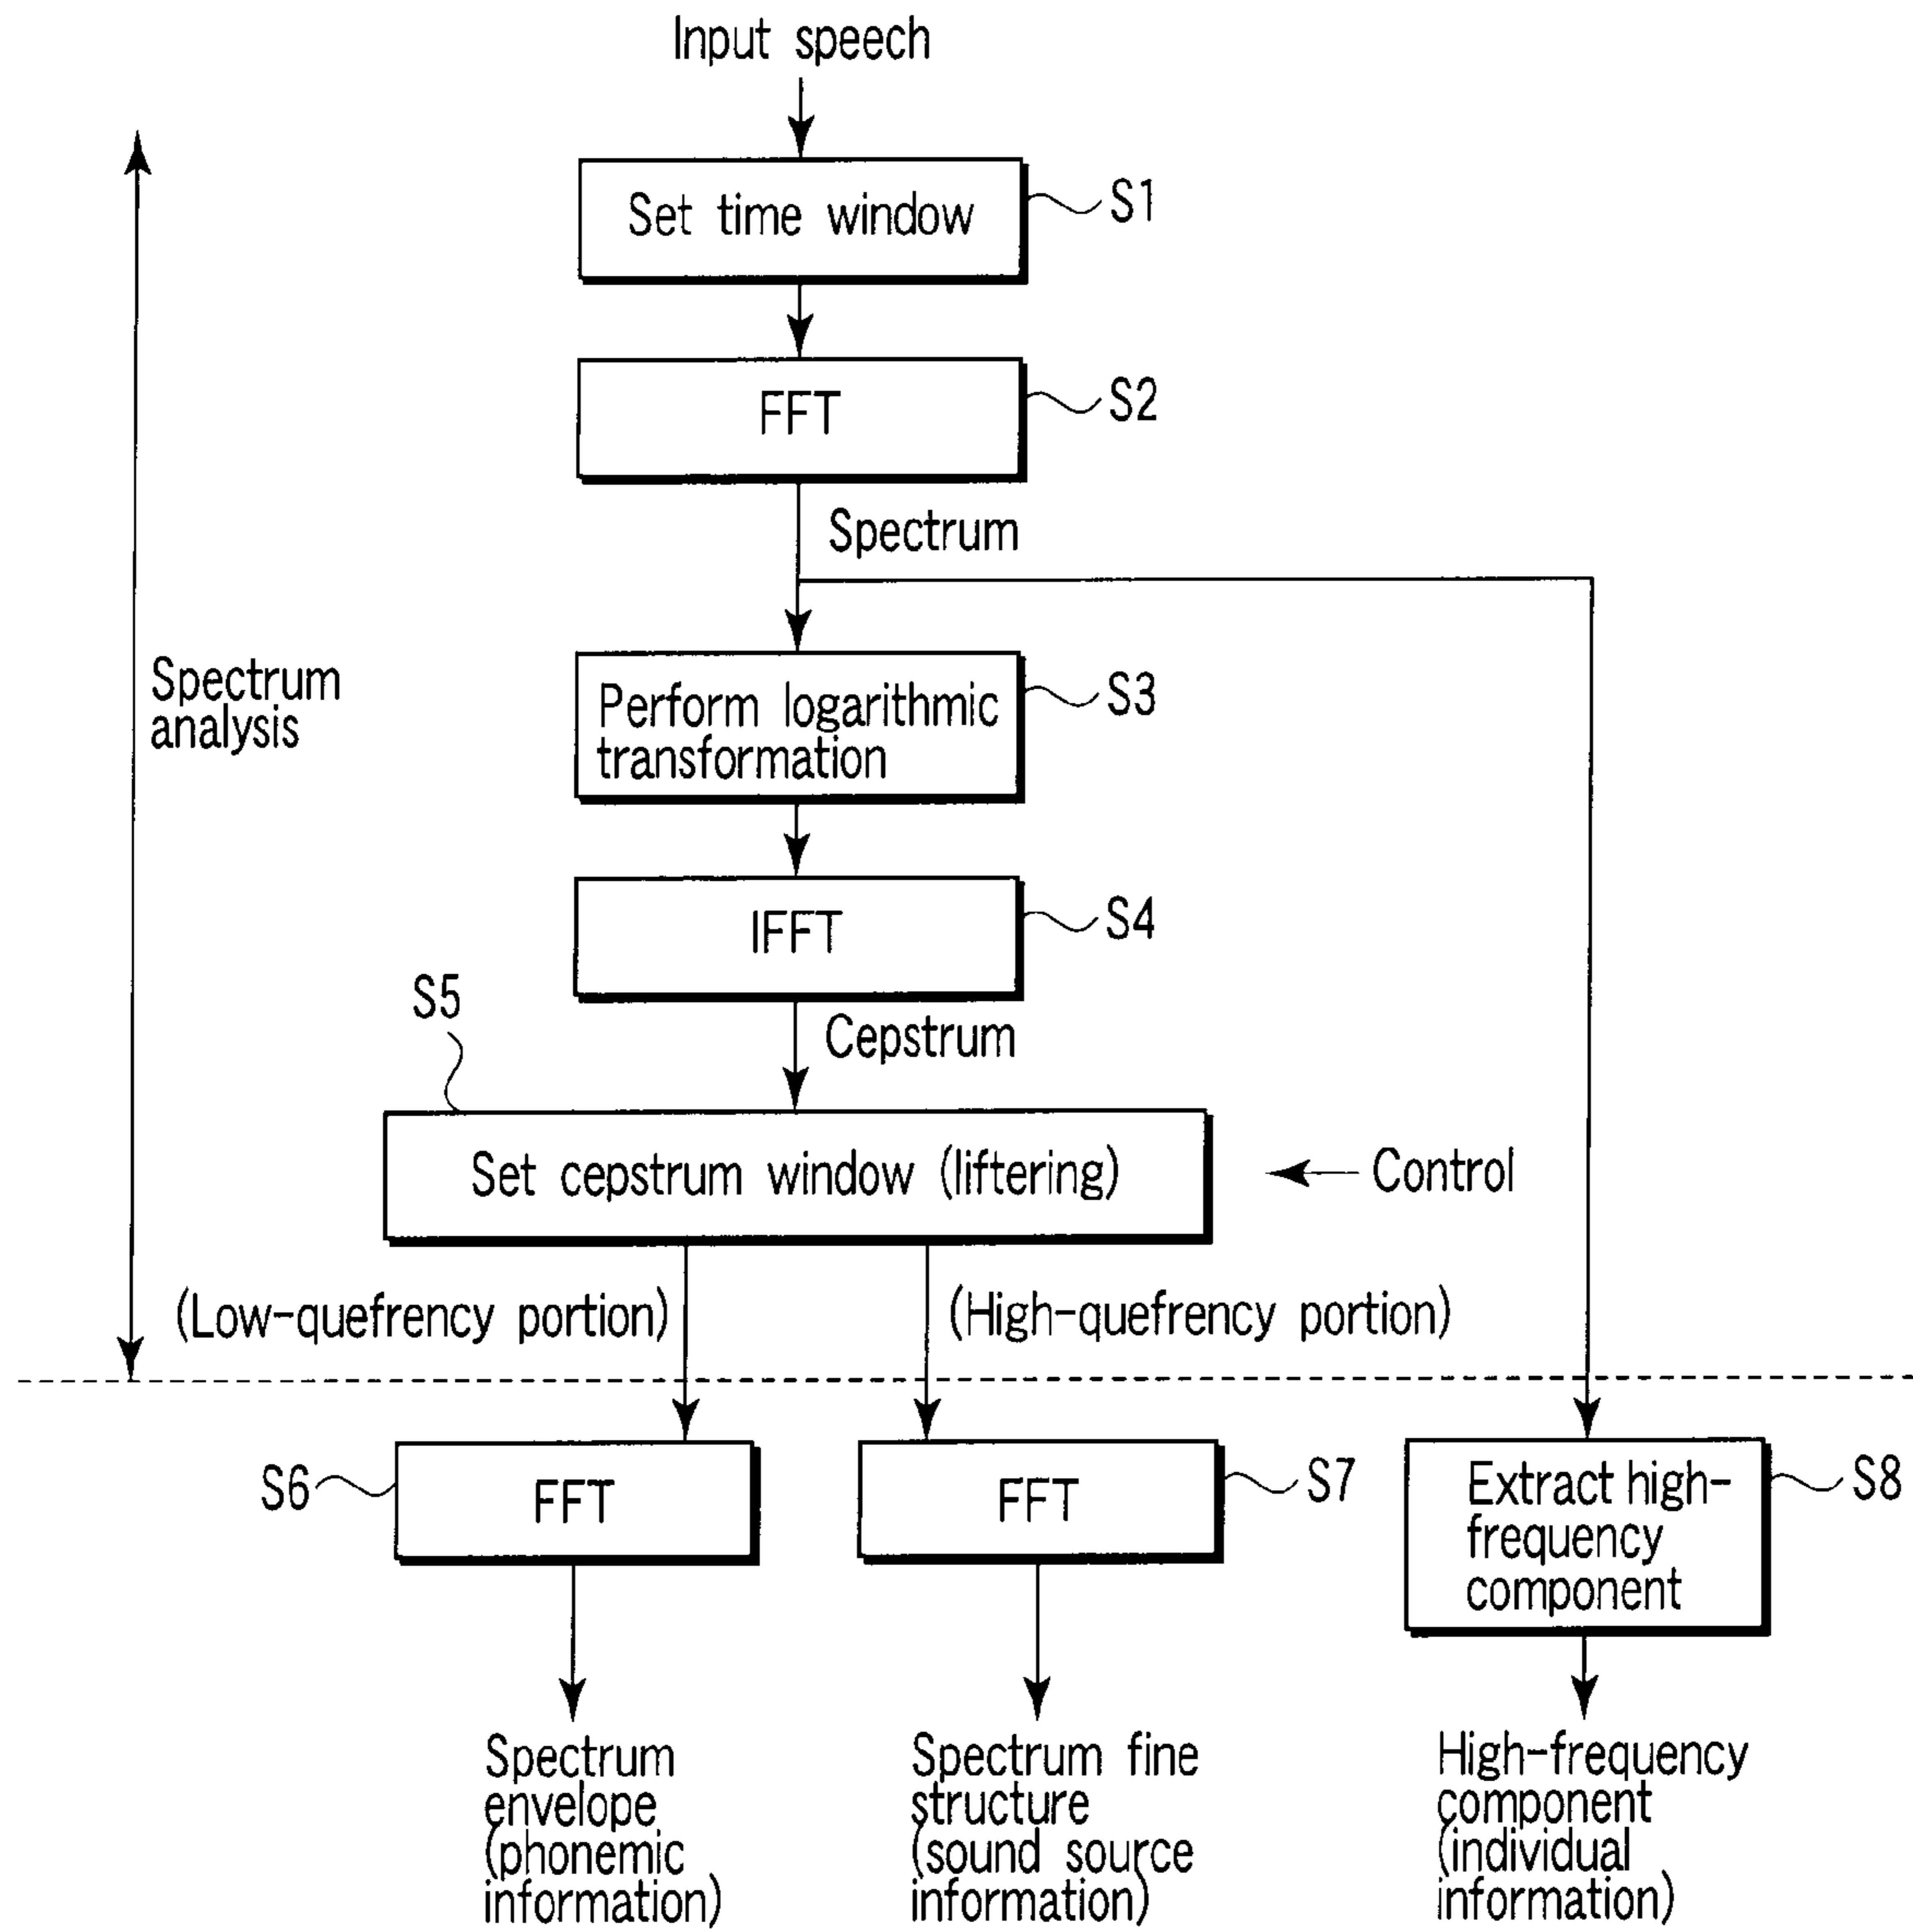 Input speech
Set time window
S1
FFT
S2
Spectrum
Spectrum
analysis
Perform logarithmic
transformation
S3
IFFT
S4
S5
Cepstrum
Set cepstrum window (liftering)
Control
(Low-quefrency portion)
(High-quefrency portion)
S6
FFT
FFT
S7
Extract high-
frequency
component
S8
Spectrum
envelope
(phonemic
information)
Spectrum fine
structure
(sound source
information)
High-frequency
component
(individual
information)